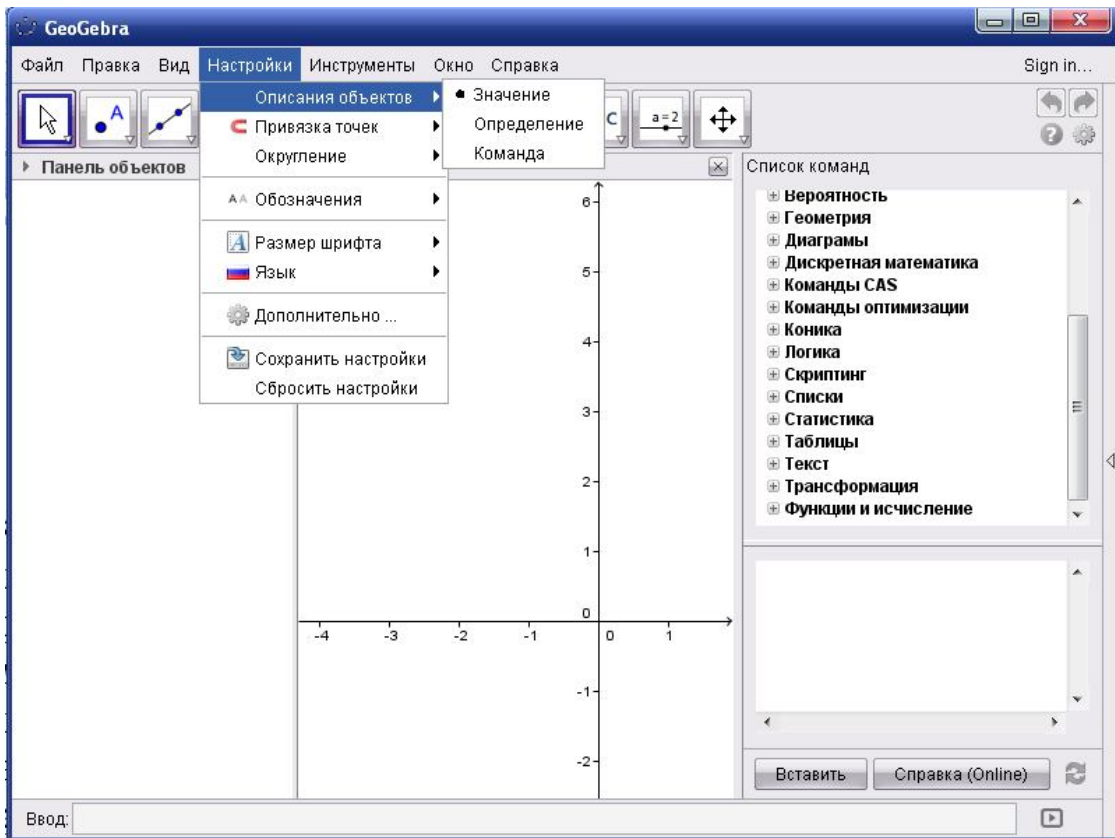 GeoGebra
Файл Правка Вид Настройки Инструменты Окно Справка Sign in...
Описания объектов
Значение
Определение
Команда
A
C
a=2
Привязка точек
Округление
AA Обозначения
A Размер шрифта
Язык
Дополнительно ...
Сохранить настройки
Сбросить настройки
Панель объектов
6
5
4
3
2
1
0
-4 -3 -2 -1 0 1
-1
-2
Список команд
Вероятность
Геометрия
Диаграмы
Дискретная математика
Команды CAS
Команды оптимизации
Коника
Логика
Скриптинг
Списки
Статистика
Таблицы
Текст
Трансформация
Функции и исчисление
Вставить Справка (Online)
Ввод: